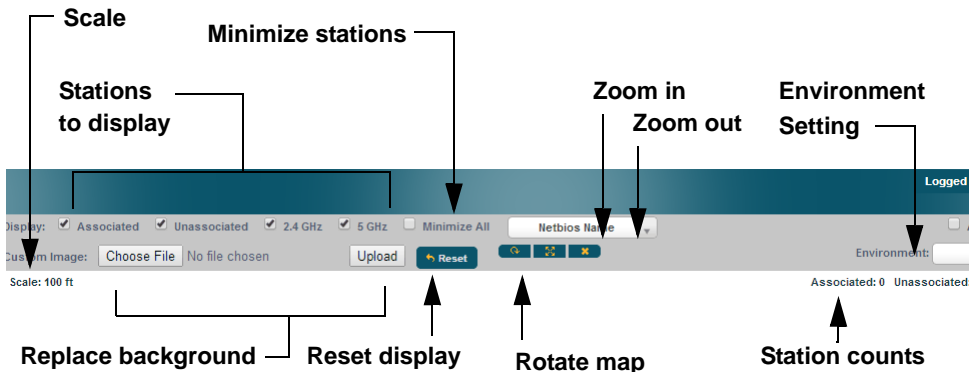 Scale
Minimize stations
Stations
to display
Zoom in
Zoom out
Environment
Setting
Logged
Display: Associated Unassociated 2.4 GHz 5 GHz Minimize All Netbios Name
Custom Image: Choose File No file chosen Upload Reset Environment:
Scale: 100 ft Associated: 0 Unassociated:
Replace background Reset display Rotate map Station counts